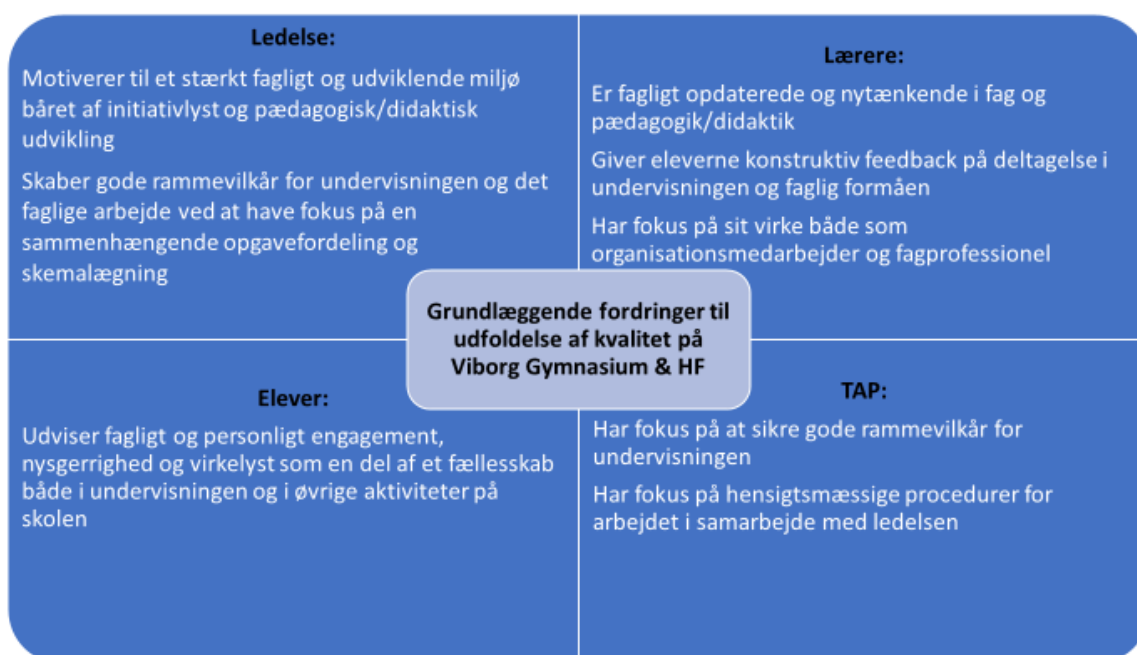 Ledelse:
Motiverer til et stærkt fagligt og udviklende miljø
båret af initiativlyst og pædagogisk/didaktisk
udvikling
Skaber gode rammevilkår for undervisningen og det
faglige arbejde ved at have fokus på en
sammenhængende opgavefordeling og
skemalægning
Lærere:
Er fagligt opdaterede og nytænkende i fag og
pædagogik/didaktik
Giver eleverne konstruktiv feedback på deltagelse i
undervisningen og faglig formåen
Har fokus på sit virke både som
organisationsmedarbejder og fagprofessionel
Grundlæggende fordringer til
udfoldelse af kvalitet på
Viborg Gymnasium & HF
Elever:
Udviser fagligt og personligt engagement,
nysgerrighed og virkelyst som en del af et fællesskab
både i undervisningen og i øvrige aktiviteter på
skolen
TAP:
Har fokus på at sikre gode rammevilkår for
undervisningen
Har fokus på hensigtsmæssige procedurer for
arbejdet i samarbejde med ledelsen